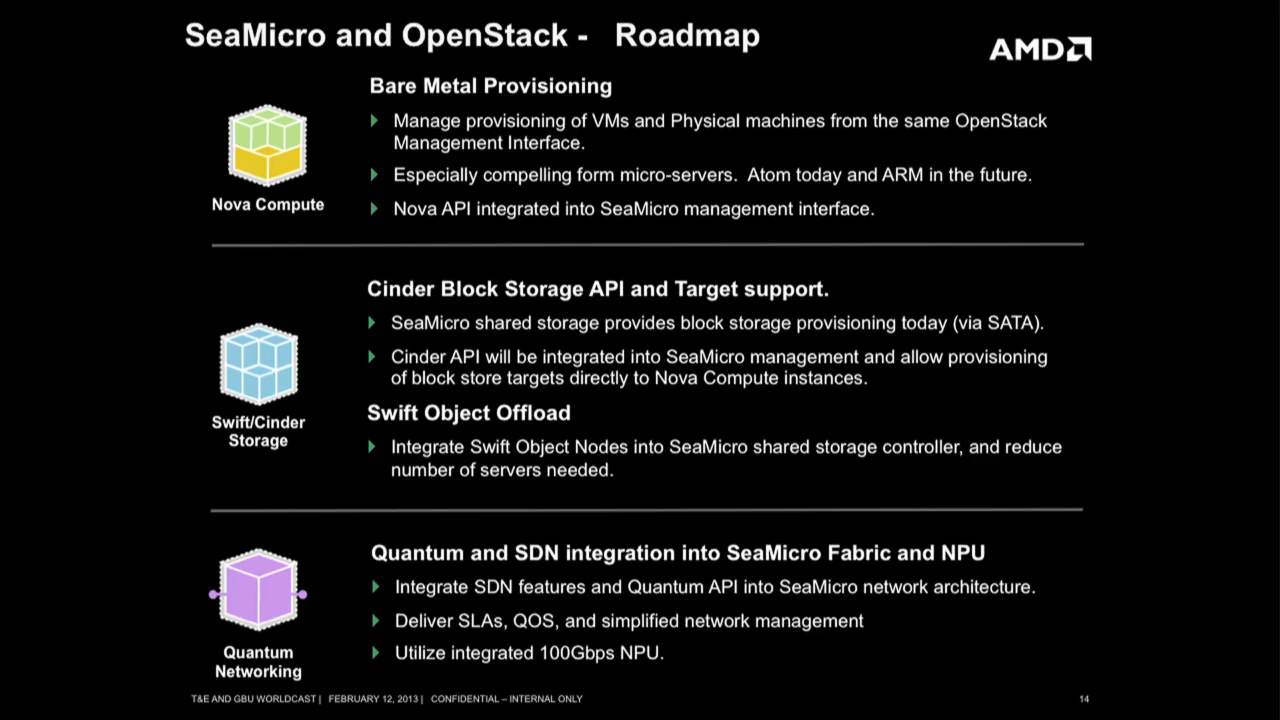 SeaMicro and OpenStack - Roadmap
AMD
Bare Metal Provisioning
Manage provisioning of VMs and Physical machines from the same OpenStack
Management Interface.
Especially compelling form micro-servers. Atom today and ARM in the future.
Nova API integrated into SeaMicro management interface.
Nova Compute
Cinder Block Storage API and Target support.
SeaMicro shared storage provides block storage provisioning today (via SATA).
Cinder API will be integrated into SeaMicro management and allow provisioning
of block store targets directly to Nova Compute instances.
Swift Object Offload
Integrate Swift Object Nodes into SeaMicro shared storage controller, and reduce
number of servers needed.
Swift/Cinder
Storage
Quantum and SDN integration into SeaMicro Fabric and NPU
Integrate SDN features and Quantum API into SeaMicro network architecture.
Deliver SLAs, QOS, and simplified network management
Utilize integrated 100Gbps NPU.
Quantum
Networking
T&E AND GBU WORLDCAST | FEBRUARY 12, 2013 | CONFIDENTIAL – INTERNAL ONLY
14